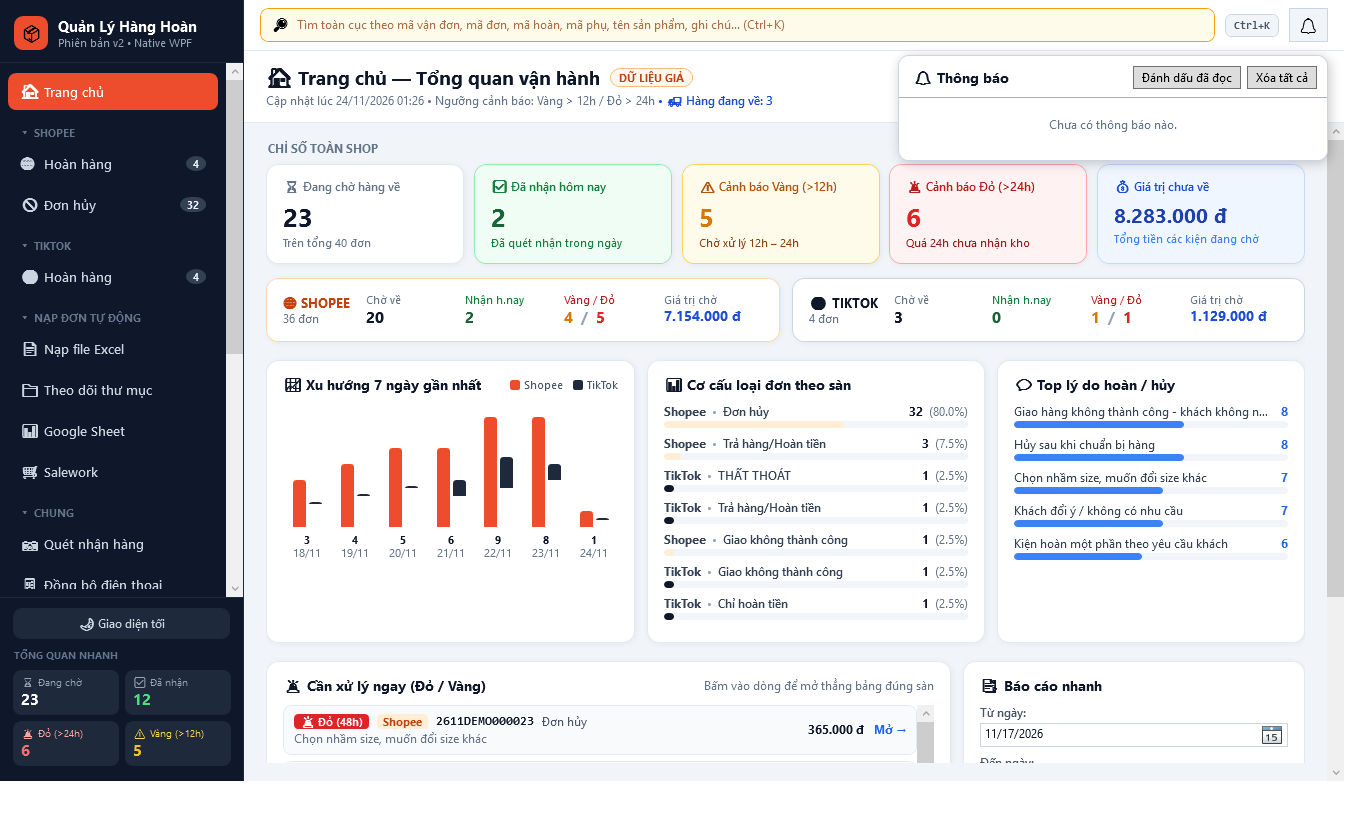 Quản Lý Hàng Hoàn
Phiên bản v2 • Native WPF
Trang chủ
SHOPEE
Hoàn hàng 4
Đơn hủy 32
TIKTOK
Hoàn hàng 4
NẠP ĐƠN TỰ ĐỘNG
Nạp file Excel
Theo dõi thư mục
Google Sheet
Salework
CHUNG
Quét nhận hàng
Đồng bộ điện thoại
Giao diện tối
TỔNG QUAN NHANH
Đang chờ
23
Đã nhận
12
Đỏ (>24h)
6
Vàng (>12h)
5
Tìm toàn cục theo mã vận đơn, mã đơn, mã hoàn, mã phụ, tên sản phẩm, ghi chú... (Ctrl+K)
Ctrl+K
Trang chủ — Tổng quan vận hành DỮ LIỆU GIẢ
Cập nhật lúc 24/11/2026 01:26 • Ngưỡng cảnh báo: Vàng > 12h / Đỏ > 24h • Hàng đang về: 3
Thông báo Đánh dấu đã đọc Xóa tất cả
Chưa có thông báo nào.
CHỈ SỐ TOÀN SHOP
Đang chờ hàng về
23
Trên tổng 40 đơn
Đã nhận hôm nay
2
Đã quét nhận trong ngày
Cảnh báo Vàng (>12h)
5
Chờ xử lý 12h – 24h
Cảnh báo Đỏ (>24h)
6
Quá 24h chưa nhận kho
Giá trị chưa về
8.283.000 đ
Tổng tiền các kiện đang chờ
SHOPEE
36 đơn
Chờ về
20
Nhận h.nay
2
Vàng / Đỏ
4 / 5
Giá trị chờ
7.154.000 đ
TIKTOK
4 đơn
Chờ về
3
Nhận h.nay
0
Vàng / Đỏ
1 / 1
Giá trị chờ
1.129.000 đ
Xu hướng 7 ngày gần nhất Shopee TikTok
3 4 5 6 9 8 1
18/11 19/11 20/11 21/11 22/11 23/11 24/11
Cơ cấu loại đơn theo sàn
Shopee • Đơn hủy 32 (80.0%)
Shopee • Trả hàng/Hoàn tiền 3 (7.5%)
TikTok • THẤT THOÁT 1 (2.5%)
TikTok • Trả hàng/Hoàn tiền 1 (2.5%)
Shopee • Giao không thành công 1 (2.5%)
TikTok • Giao không thành công 1 (2.5%)
TikTok • Chỉ hoàn tiền 1 (2.5%)
Top lý do hoàn / hủy
Giao hàng không thành công - khách không n... 8
Hủy sau khi chuẩn bị hàng 8
Chọn nhầm size, muốn đổi size khác 7
Khách đổi ý / không có nhu cầu 7
Kiện hoàn một phần theo yêu cầu khách 6
Cần xử lý ngay (Đỏ / Vàng) Bấm vào dòng để mở thẳng bảng đúng sàn
Đỏ (48h) Shopee 2611DEMO000023 Đơn hủy
Chọn nhầm size, muốn đổi size khác
365.000 đ Mở →
Báo cáo nhanh
Từ ngày:
11/17/2026 15
Đến ngày: